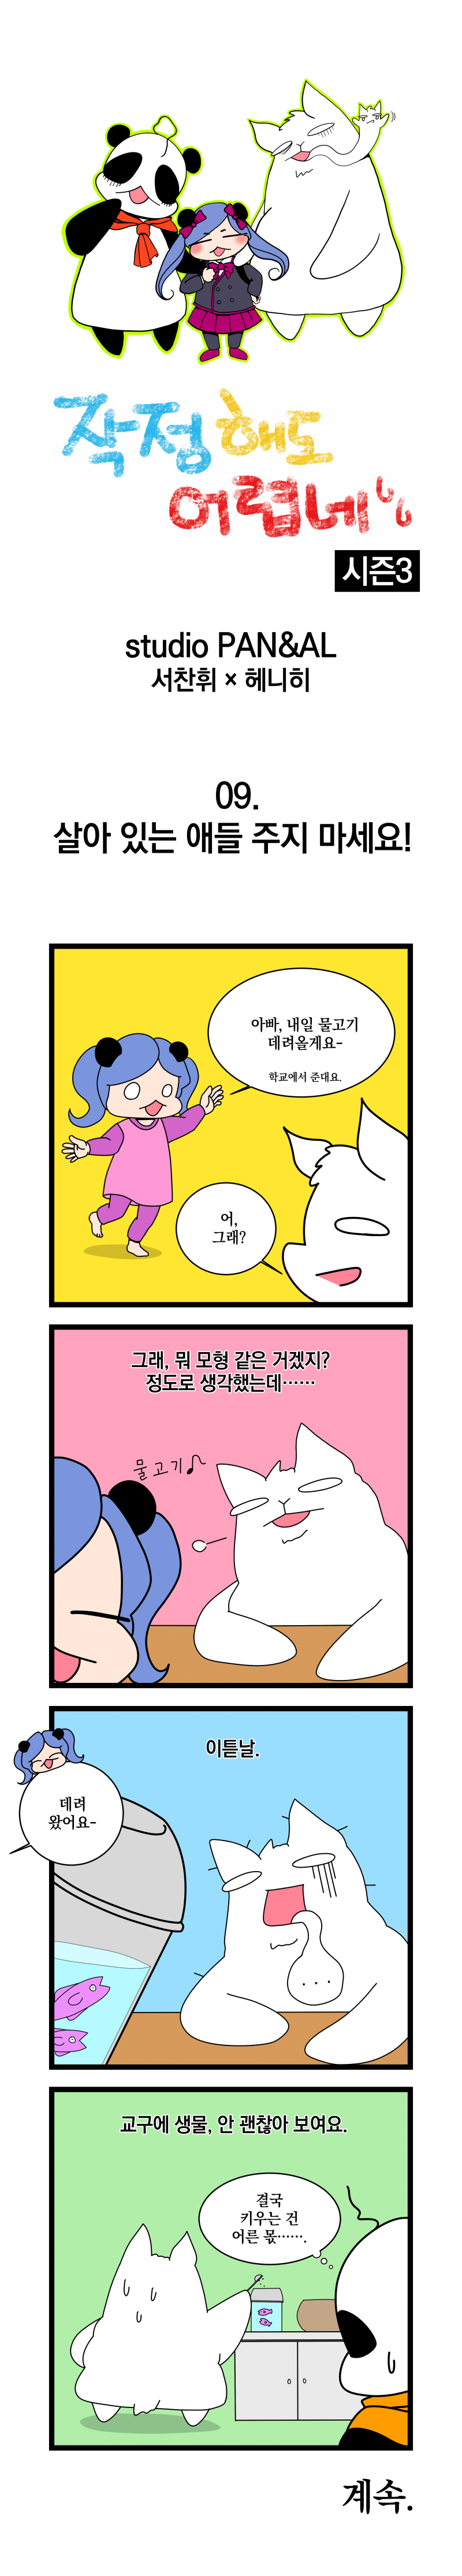 작정해도
어렵네
시즌3
studio PAN&AL
서찬휘 × 헤니히
09.
살아 있는 애들 주지 마세요!
아빠, 내일 물고기
데려올게요-
학교에서 준대요.
어,
그래?
그래, 뭐 모형 같은 거겠지?
정도로 생각했는데……
물고기♪
이튿날.
데려
왔어요-
...
교구에 생물, 안 괜찮아 보여요.
결국
키우는 건
어른 몫…….
계속.